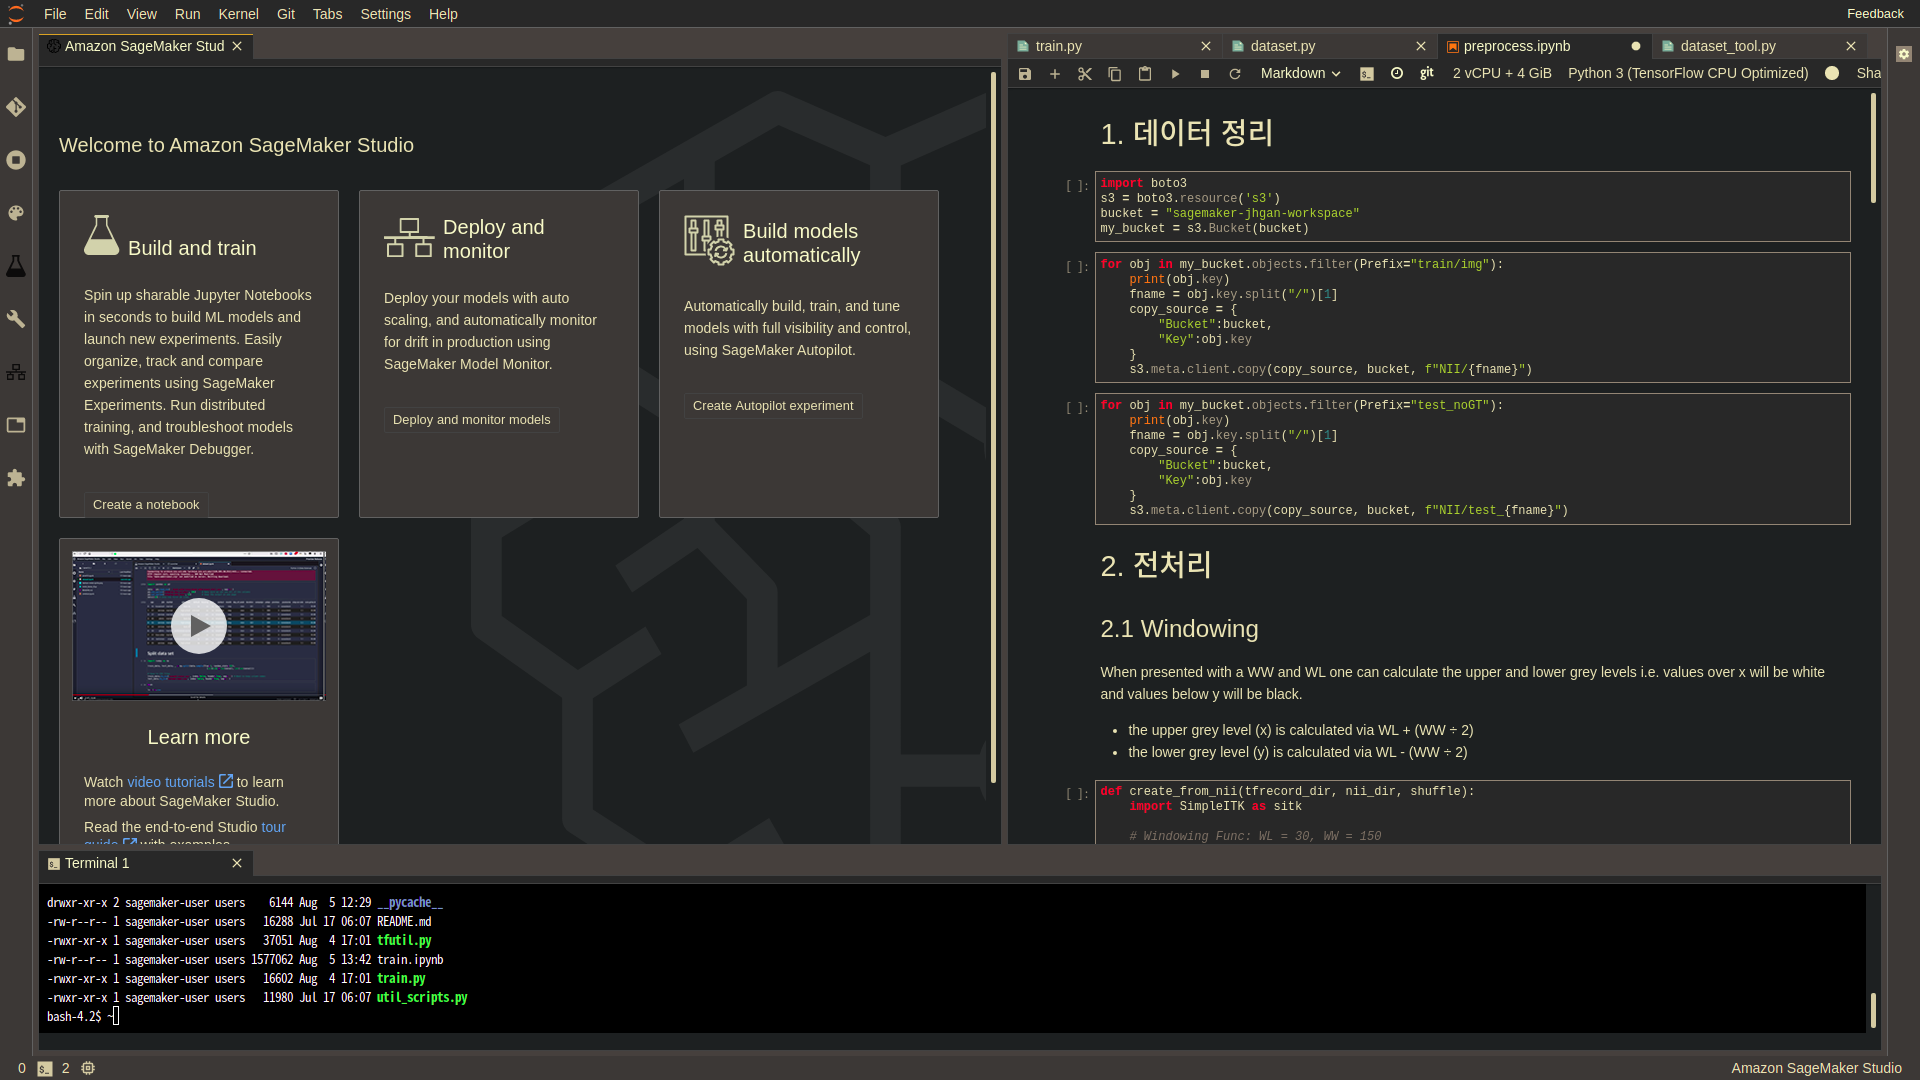 File Edit View Run Kernel Git Tabs Settings Help
Feedback
Amazon SageMaker Stud
Welcome to Amazon SageMaker Studio
Build and train
Spin up sharable Jupyter Notebooks
in seconds to build ML models and
launch new experiments. Easily
organize, track and compare
experiments using SageMaker
Experiments. Run distributed
training, and troubleshoot models
with SageMaker Debugger.
Create a notebook
Deploy and
monitor
Deploy your models with auto
scaling, and automatically monitor
for drift in production using
SageMaker Model Monitor.
Deploy and monitor models
Build models
automatically
Automatically build, train, and tune
models with full visibility and control,
using SageMaker Autopilot.
Create Autopilot experiment
Split data set
Learn more
Watch video tutorials to learn
more about SageMaker Studio.
Read the end-to-end Studio tour
guide with examples
train.py
dataset.py
preprocess.ipynb
dataset_tool.py
Markdown
git
2 vCPU + 4 GiB
Python 3 (TensorFlow CPU Optimized)
Sha
1. 데이터 정리
[ ]:
import boto3
s3 = boto3.resource('s3')
bucket = "sagemaker-jhgan-workspace"
my_bucket = s3.Bucket(bucket)
[ ]:
for obj in my_bucket.objects.filter(Prefix="train/img"):
print(obj.key)
fname = obj.key.split("/")[1]
copy_source = {
"Bucket":bucket,
"Key":obj.key
}
s3.meta.client.copy(copy_source, bucket, f"NII/{fname}")
[ ]:
for obj in my_bucket.objects.filter(Prefix="test_noGT"):
print(obj.key)
fname = obj.key.split("/")[1]
copy_source = {
"Bucket":bucket,
"Key":obj.key
}
s3.meta.client.copy(copy_source, bucket, f"NII/test_{fname}")
2. 전처리
2.1 Windowing
When presented with a WW and WL one can calculate the upper and lower grey levels i.e. values over x will be white
and values below y will be black.
• the upper grey level (x) is calculated via WL + (WW ÷ 2)
• the lower grey level (y) is calculated via WL - (WW ÷ 2)
[ ]:
def create_from_nii(tfrecord_dir, nii_dir, shuffle):
import SimpleITK as sitk
# Windowing Func: WL = 30, WW = 150
Terminal 1
drwxr-xr-x 2 sagemaker-user users 6144 Aug 5 12:29 __pycache__
-rw-r--r-- 1 sagemaker-user users 16288 Jul 17 06:07 README.md
-rwxr-xr-x 1 sagemaker-user users 37051 Aug 4 17:01 tfutil.py
-rw-r--r-- 1 sagemaker-user users 1577062 Aug 5 13:42 train.ipynb
-rwxr-xr-x 1 sagemaker-user users 16602 Aug 4 17:01 train.py
-rwxr-xr-x 1 sagemaker-user users 11980 Jul 17 06:07 util_scripts.py
bash-4.2$ ~
0 $_ 2
Amazon SageMaker Studio